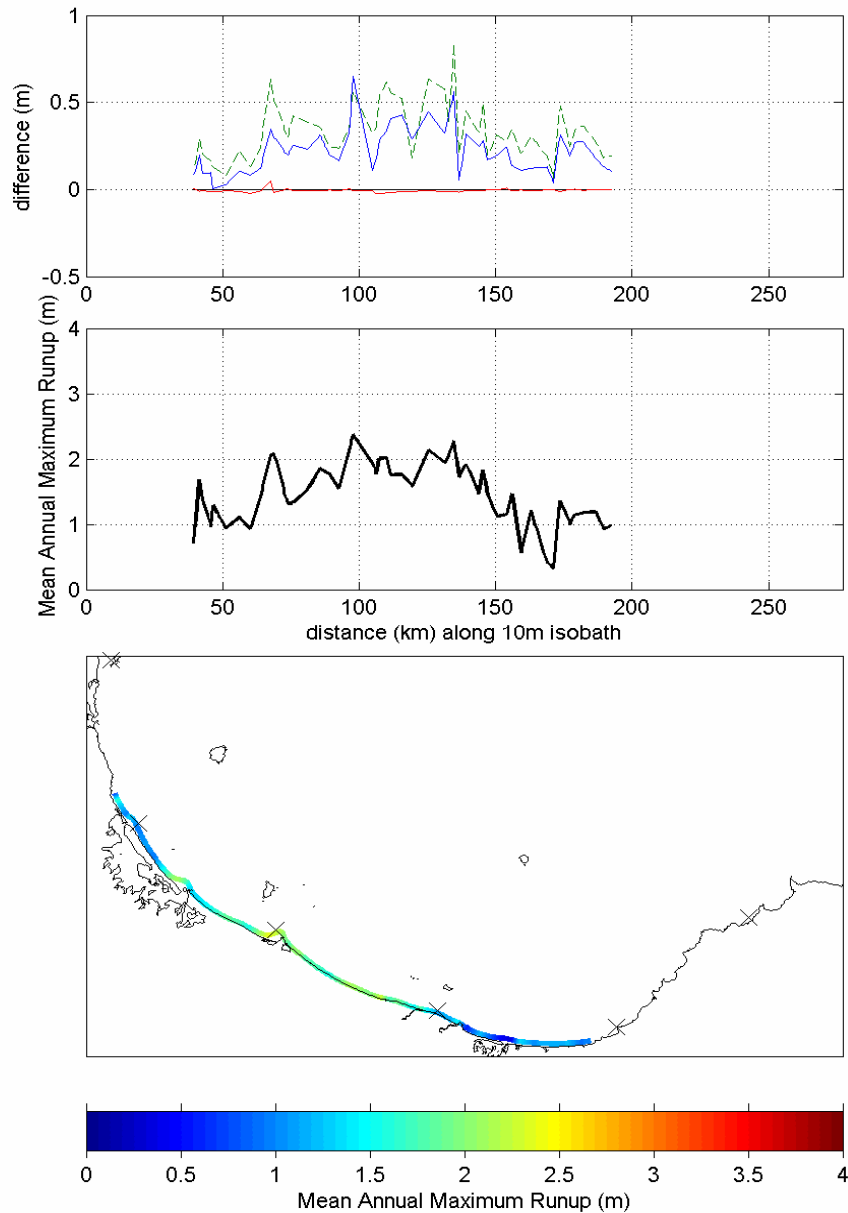 1
0.5
0
-0.5
difference (m)
0 50 100 150 200 250
4
3
2
1
0
Mean Annual Maximum Runup (m)
0 50 100 150 200 250
distance (km) along 10m isobath
0 0.5 1 1.5 2 2.5 3 3.5 4
Mean Annual Maximum Runup (m)